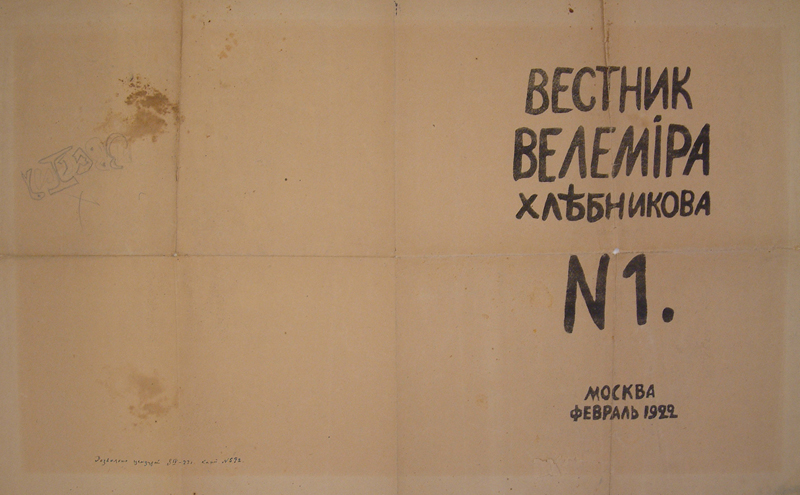 ВЕСТНИК
ВЕЛЕМІРА
ХЛѢБНИКОВА
N1.
МОСКВА
ФЕВРАЛЬ 1922